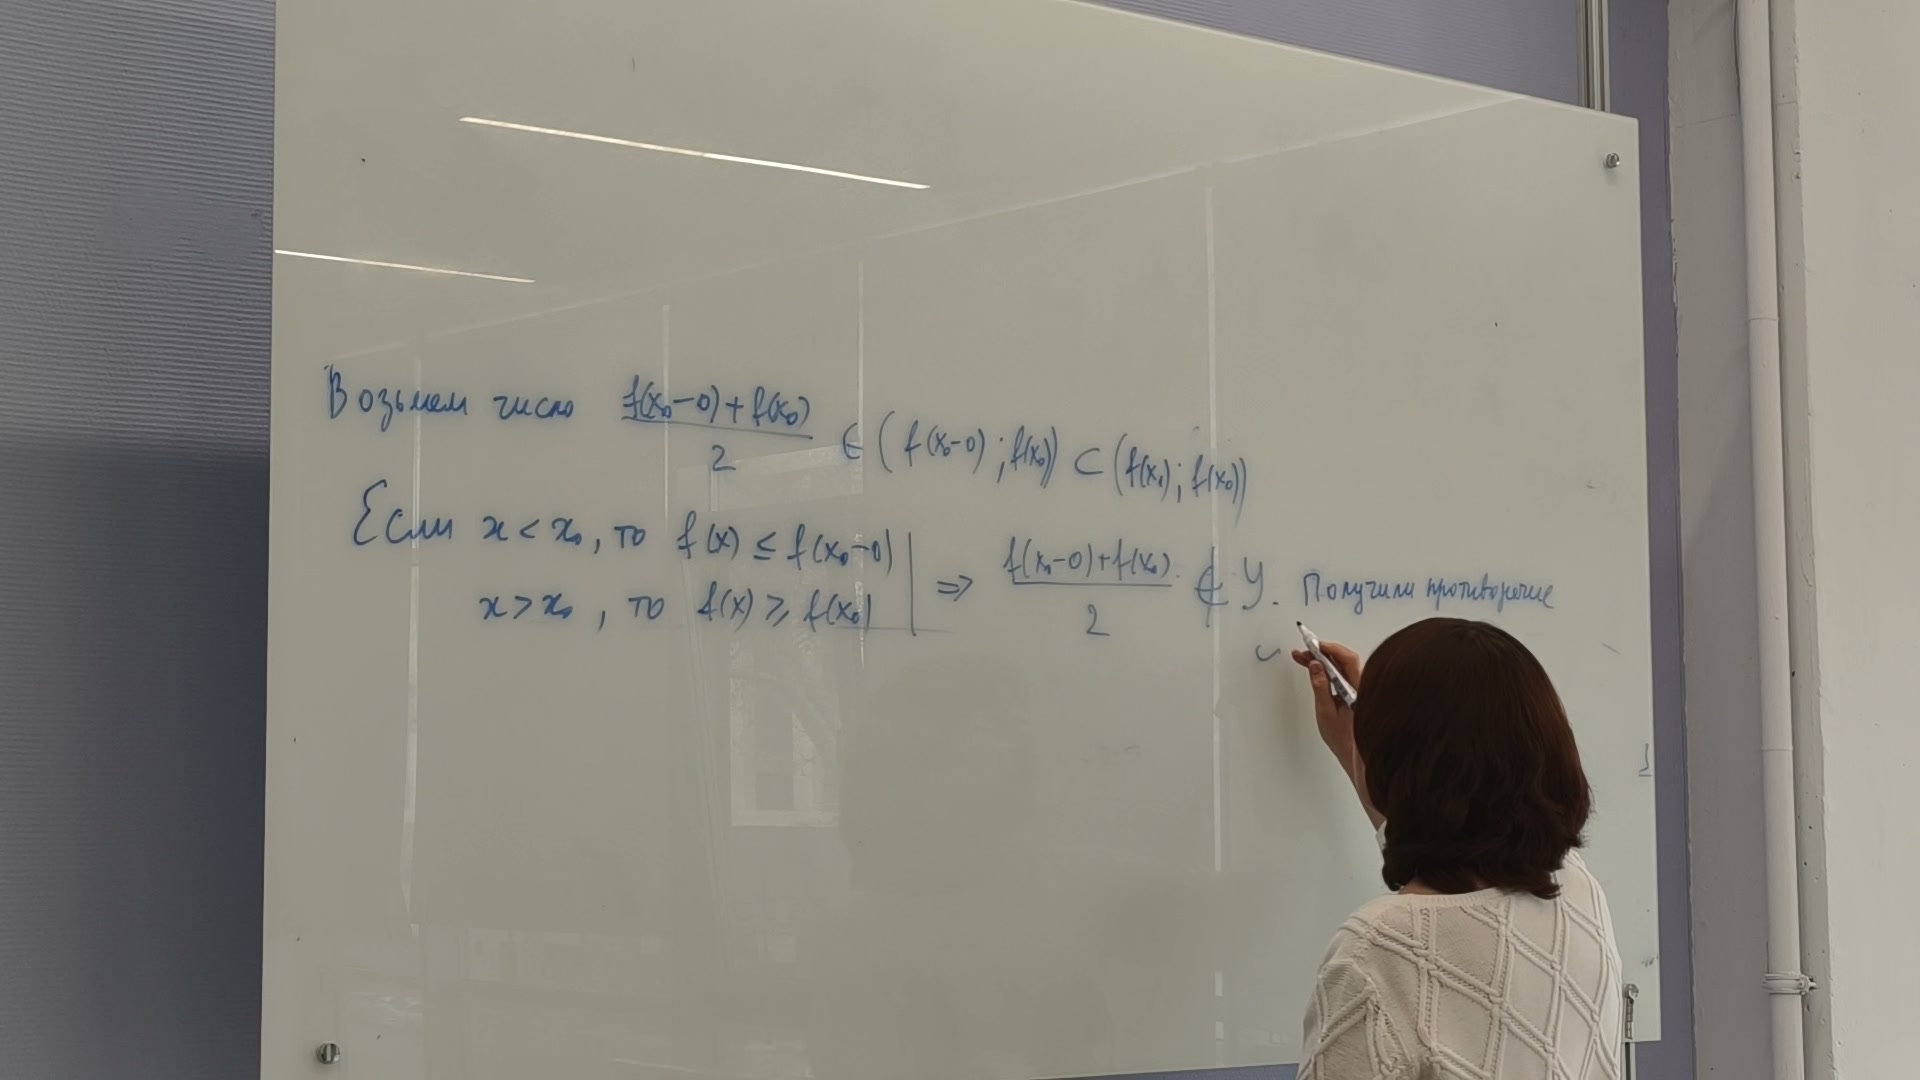 Возьмем число (f(x₀-0)+f(x₀))/2 ∈ (f(x₀-0); f(x₀)) ⊂ (f(x₁); f(x₀))
Если x < x₀, то f(x) ≤ f(x₀-0)
x > x₀, то f(x) ≥ f(x₀) | ⇒ (f(x₀-0)+f(x₀))/2 ∉ Y. Получили противоречие
с